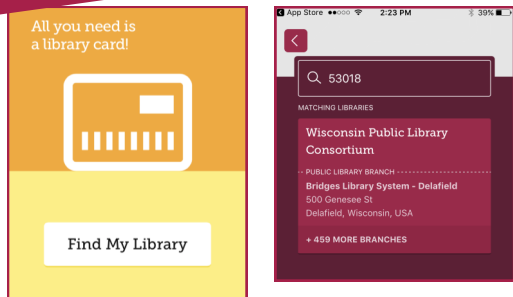 All you need is
a library card!
Find My Library
App Store 2:23 PM 39%
53018
MATCHING LIBRARIES
Wisconsin Public Library
Consortium
PUBLIC LIBRARY BRANCH
Bridges Library System - Delafield
500 Genesee St
Delafield, Wisconsin, USA
+ 459 MORE BRANCHES